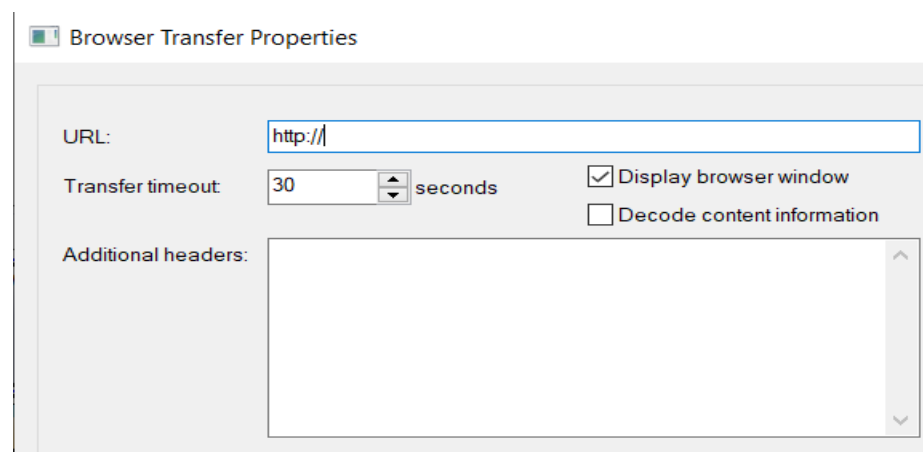 Browser Transfer Properties
URL: http://
Transfer timeout: 30 seconds
Display browser window
Decode content information
Additional headers: